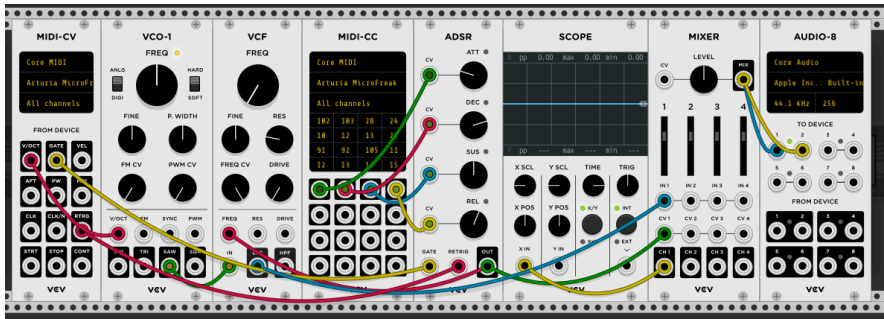 MIDI-CV
Core MIDI
Arturia MicroFr
All channels
FROM DEVICE
V/OCT GATE VEL
AFT PW
CLK CLK/N RTRG
STRT STOP CONT
VCV
VCO-1
FREQ
ANLG
DIGI
HARD
SOFT
FINE P. WIDTH
FM CV PWM CV
V/OCT SYNC PWM
TRI SAW
VCV
VCF
FREQ
FINE RES
FREQ CV DRIVE
FREQ RES DRIVE
IN HPF
VCV
MIDI-CC
Core MIDI
Arturia MicroFreak
All channels
102 103 28 24
10 12 13
91 92 105 11
12 13 15
ADSR
CV ATT
CV DEC
CV SUS
CV REL
GATE RETRIG OUT
VCV
SCOPE
X pp 0.00 max 0.00 min 0.00
Y pp --- max --- min ---
X SCL Y SCL TIME TRIG
X POS Y POS X/Y INT
EXT
X IN Y IN
MIXER
LEVEL
CV MIX
1 2 3 4
IN 1 IN 2 IN 3 IN 4
CV 1 CV 2 CV 3 CV 4
CH 1 CH 2 CH 3 CH 4
VCV
AUDIO-8
Core Audio
Apple Inc.: Built-in
44.1 kHz 256
TO DEVICE
1 2 3 4
5 6 7 8
FROM DEVICE
1 2 3 4
5 6 7 8
VCV